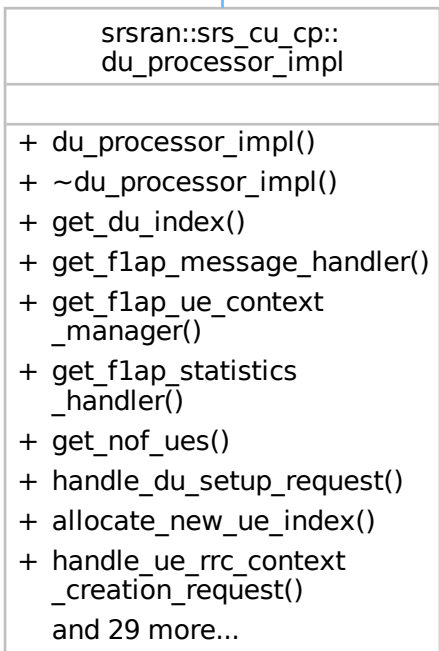 srsran::srs_cu_cp::
du_processor_impl
+ du_processor_impl()
+ ~du_processor_impl()
+ get_du_index()
+ get_f1ap_message_handler()
+ get_f1ap_ue_context
_manager()
+ get_f1ap_statistics
_handler()
+ get_nof_ues()
+ handle_du_setup_request()
+ allocate_new_ue_index()
+ handle_ue_rrc_context
_creation_request()
and 29 more...